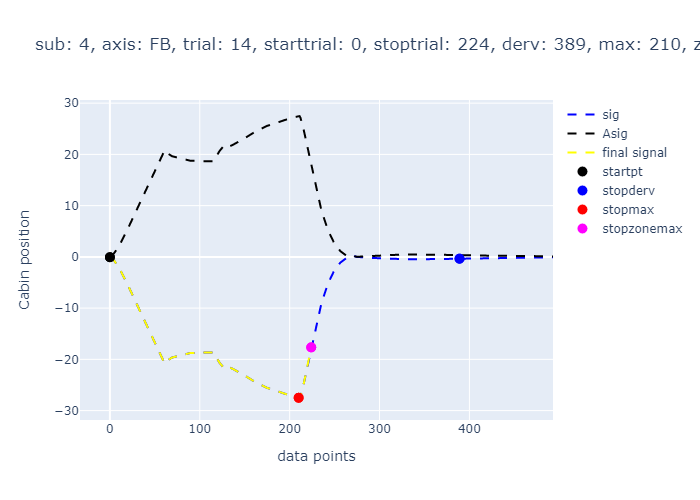 sub: 4, axis: FB, trial: 14, starttrial: 0, stoptrial: 224, derv: 389, max: 210, z
30
20
10
0
−10
−20
−30
0
100
200
300
400
Cabin position
data points
sig
Asig
final signal
startpt
stopderv
stopmax
stopzonemax